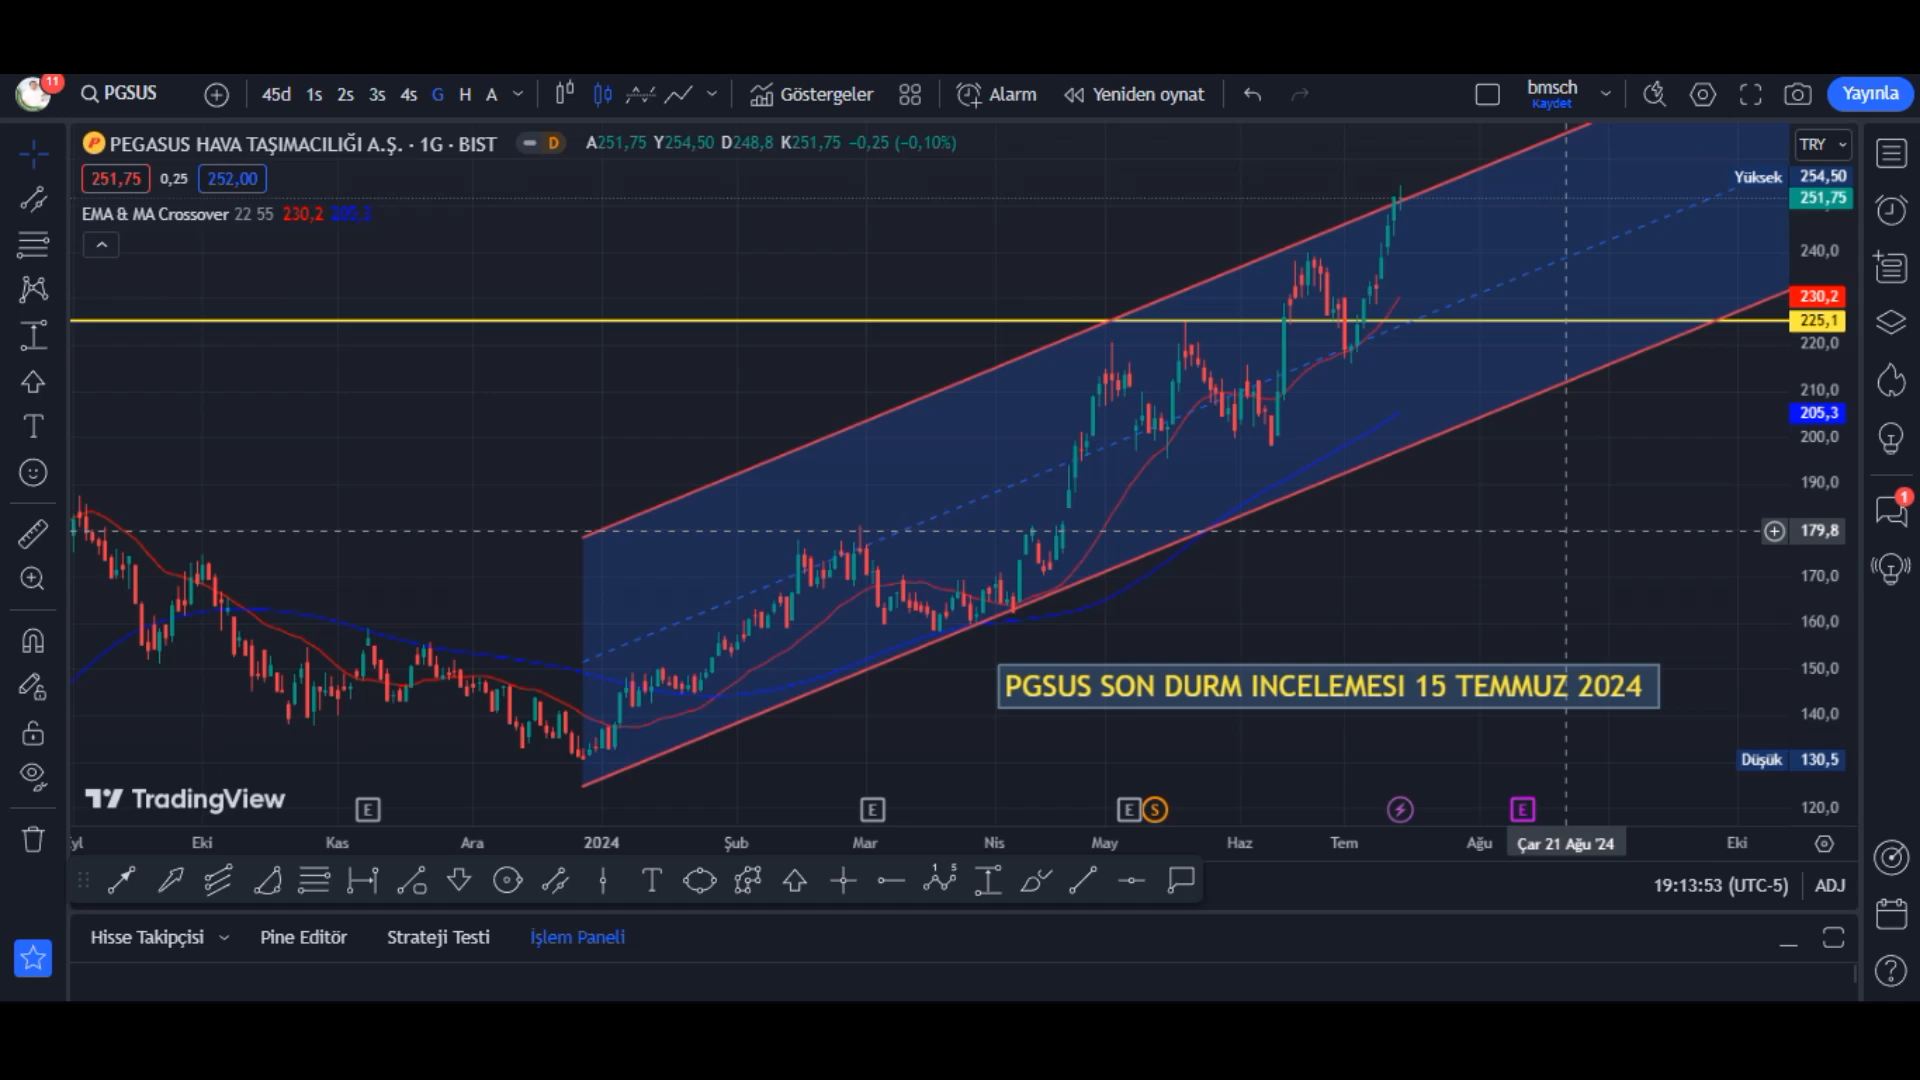 11
PGSUS
45d 1s 2s 3s 4s G H A
Göstergeler
Alarm
Yeniden oynat
bmsch
Kaydet
Yayınla
PEGASUS HAVA TAŞIMACILIĞI A.Ş. · 1G · BIST
D
A251,75 Y254,50 D248,8 K251,75 −0,25 (−0,10%)
TRY
251,75 0,25 252,00
Yüksek 254,50
251,75
EMA & MA Crossover 22 55 230,2 205,3
240,0
230,2
225,1
220,0
210,0
205,3
200,0
190,0
1
179,8
170,0
160,0
150,0
PGSUS SON DURM INCELEMESI 15 TEMMUZ 2024
140,0
Düşük 130,5
TradingView
E E E S E
120,0
Eki Kas Ara 2024 Şub Mar Nis May Haz Tem Ağu Çar 21 Ağu '24 Eki
19:13:53 (UTC-5) ADJ
Hisse Takipçisi Pine Editör Strateji Testi İşlem Paneli